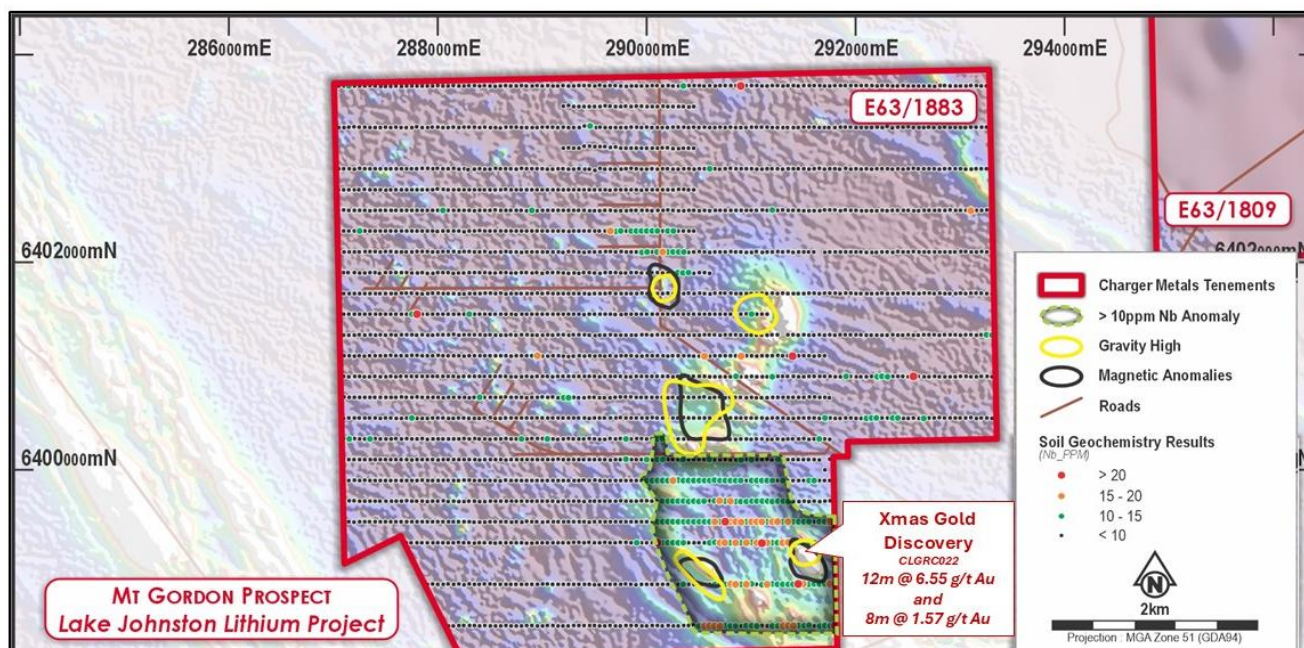 286000mE
288000mE
290000mE
292000mE
294000mE
E63/1883
E63/1809
6402000mN
6402000mN
6400000mN
Charger Metals Tenements
> 10ppm Nb Anomaly
Gravity High
Magnetic Anomalies
Roads
Soil Geochemistry Results
(Nb_PPM)
> 20
15 - 20
10 - 15
< 10
N
2km
Projection : MGA Zone 51 (GDA94)
Xmas Gold
Discovery
CLGRC022
12m @ 6.55 g/t Au
and
8m @ 1.57 g/t Au
MT GORDON PROSPECT
Lake Johnston Lithium Project